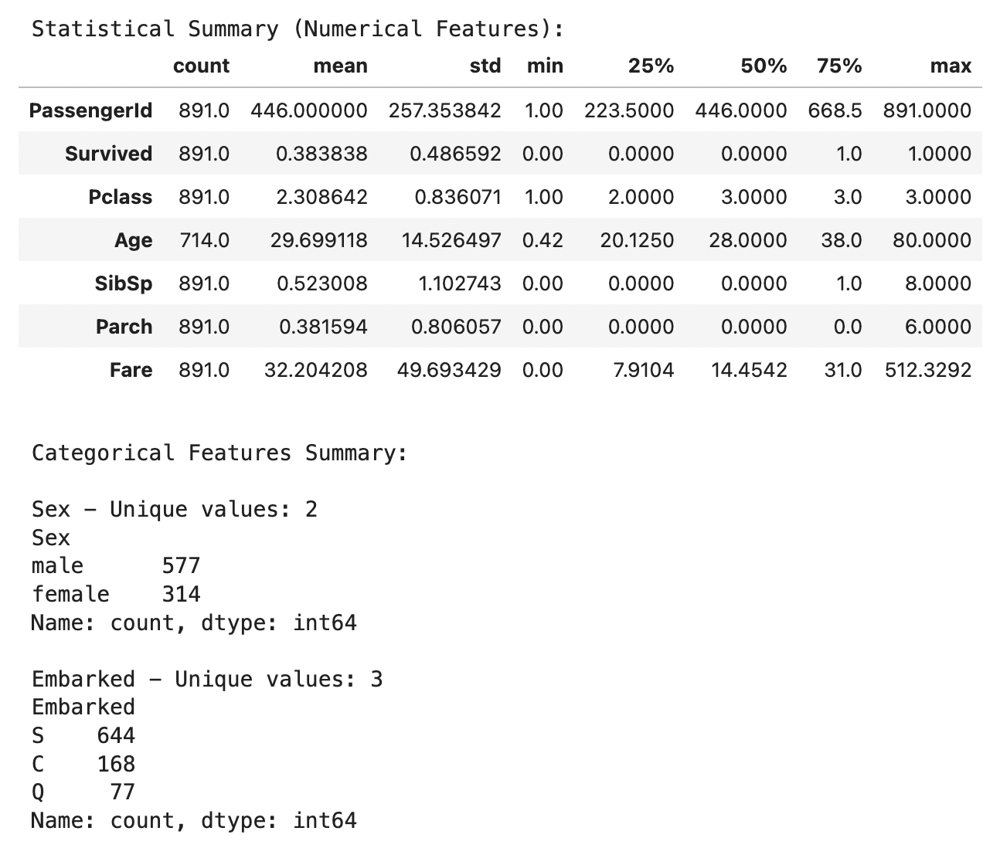 Statistical Summary (Numerical Features):
count mean std min 25% 50% 75% max
PassengerId 891.0 446.000000 257.353842 1.00 223.5000 446.0000 668.5 891.0000
Survived 891.0 0.383838 0.486592 0.00 0.0000 0.0000 1.0 1.0000
Pclass 891.0 2.308642 0.836071 1.00 2.0000 3.0000 3.0 3.0000
Age 714.0 29.699118 14.526497 0.42 20.1250 28.0000 38.0 80.0000
SibSp 891.0 0.523008 1.102743 0.00 0.0000 0.0000 1.0 8.0000
Parch 891.0 0.381594 0.806057 0.00 0.0000 0.0000 0.0 6.0000
Fare 891.0 32.204208 49.693429 0.00 7.9104 14.4542 31.0 512.3292
Categorical Features Summary:
Sex - Unique values: 2
Sex
male 577
female 314
Name: count, dtype: int64
Embarked - Unique values: 3
Embarked
S 644
C 168
Q 77
Name: count, dtype: int64